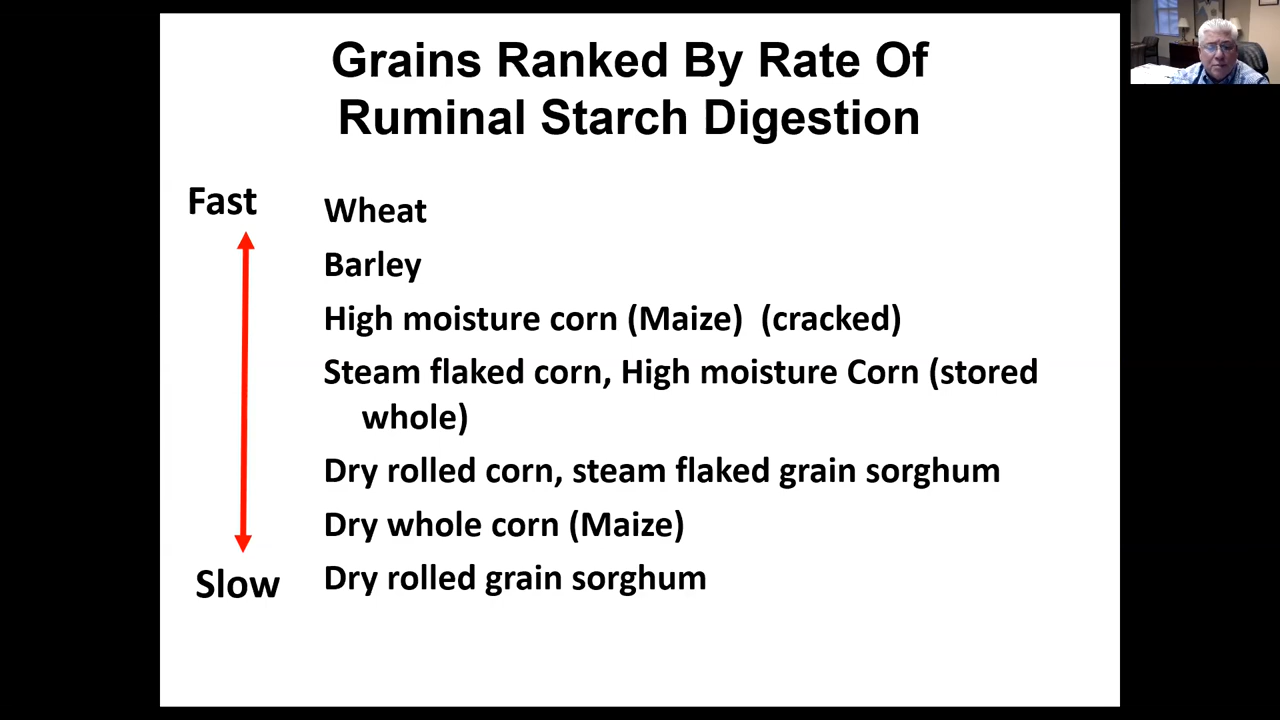 Grains Ranked By Rate Of
Ruminal Starch Digestion
Fast
Wheat
Barley
High moisture corn (Maize)  (cracked)
Steam flaked corn, High moisture Corn (stored
whole)
Dry rolled corn, steam flaked grain sorghum
Dry whole corn (Maize)
Slow
Dry rolled grain sorghum